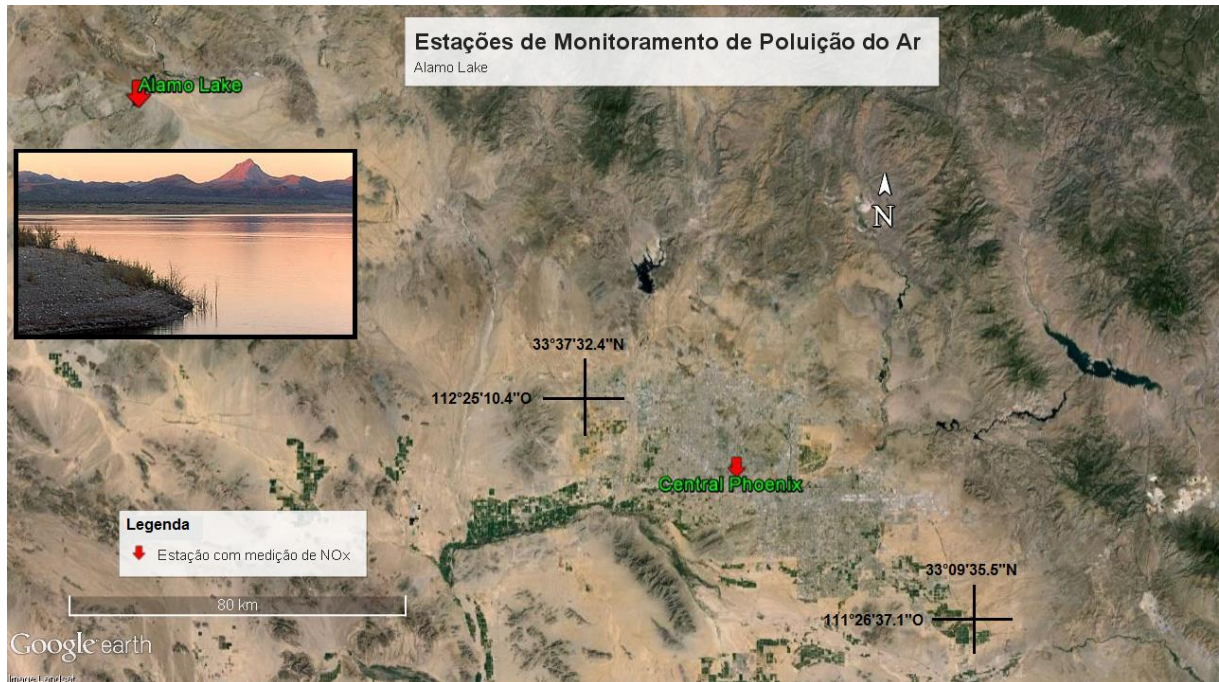 Estações de Monitoramento de Poluição do Ar
Alamo Lake
Alamo Lake
N
33°37'32.4"N
112°25'10.4"O
Central Phoenix
Legenda
Estação com medição de NOx
33°09'35.5"N
111°26'37.1"O
80 km
Google earth
Image Landsat